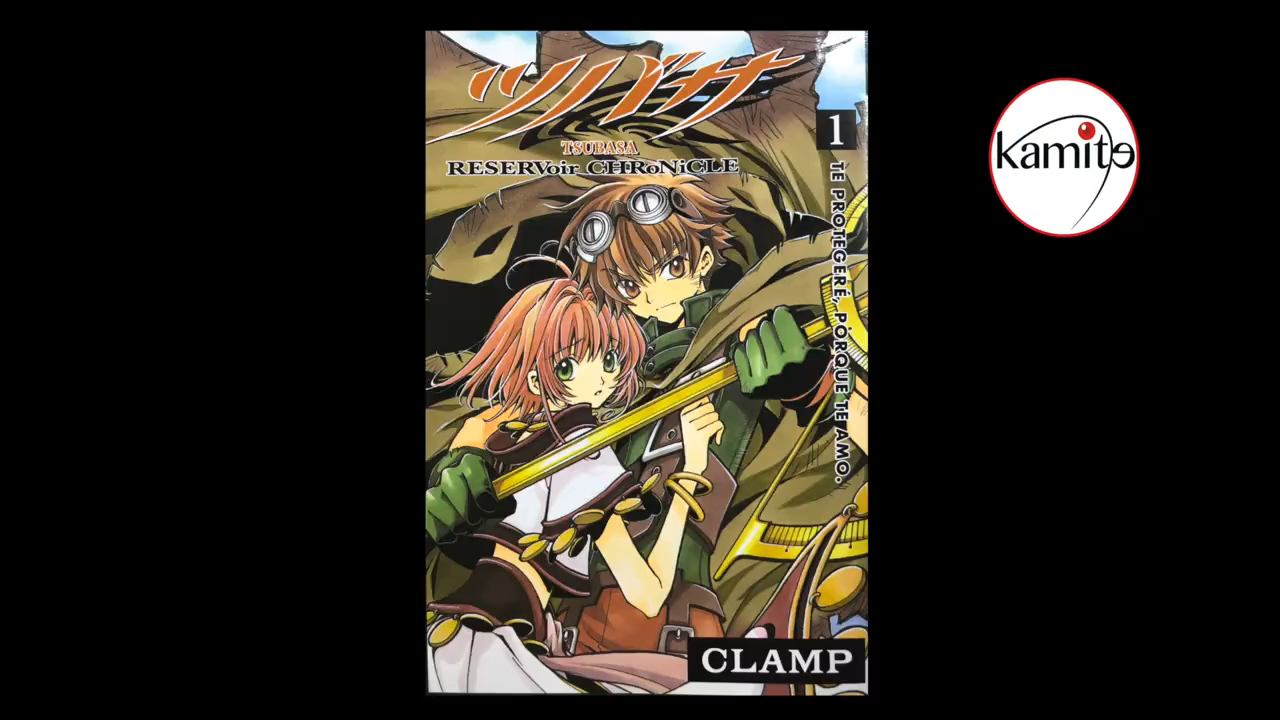 ツバサ
TSUBASA
RESERVoir CHRoNiCLE
1
TE PROTEGERÉ, PORQUE TE AMO.
CLAMP
kamite